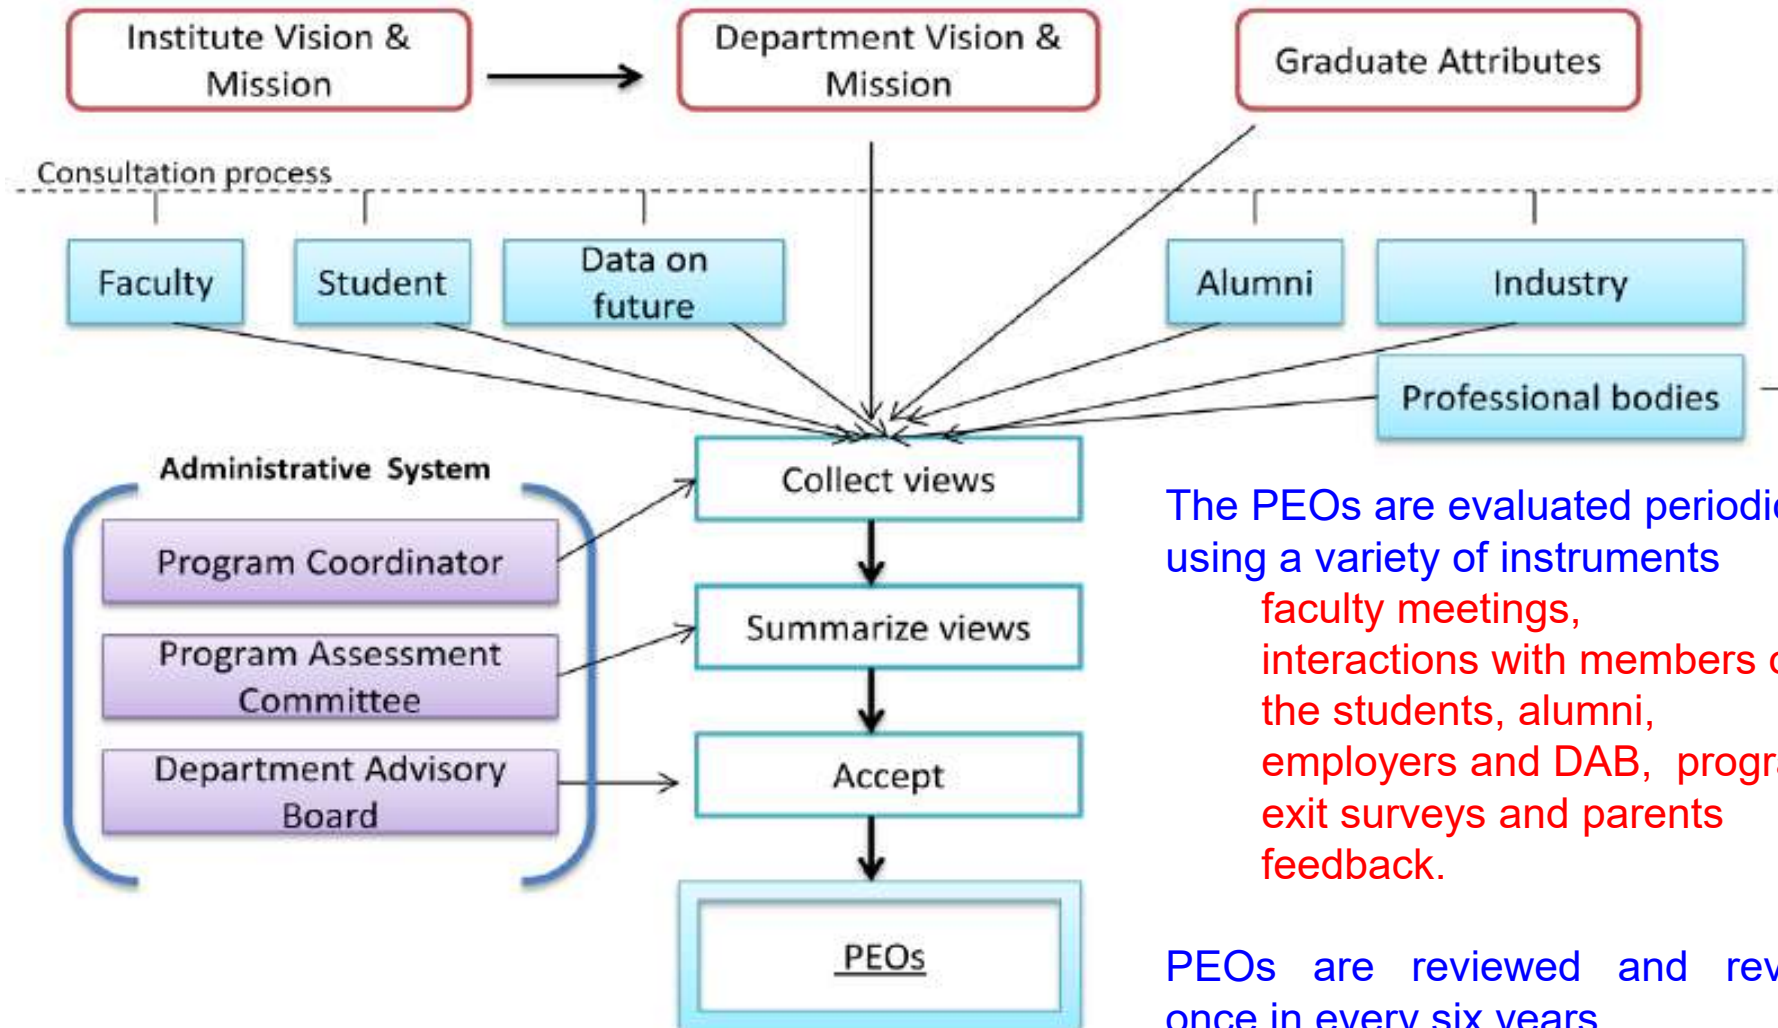 Institute Vision &
Mission
Department Vision &
Mission
Graduate Attributes
Consultation process
Faculty
Student
Data on
future
Alumni
Industry
Professional bodies
Administrative System
Program Coordinator
Program Assessment
Committee
Department Advisory
Board
Collect views
Summarize views
Accept
PEOs
The PEOs are evaluated
using a variety of instruments
faculty meetings,
interactions with members
the students, alumni,
employers and DAB,
exit surveys and parents
feedback.
PEOs are reviewed and
once in every six years